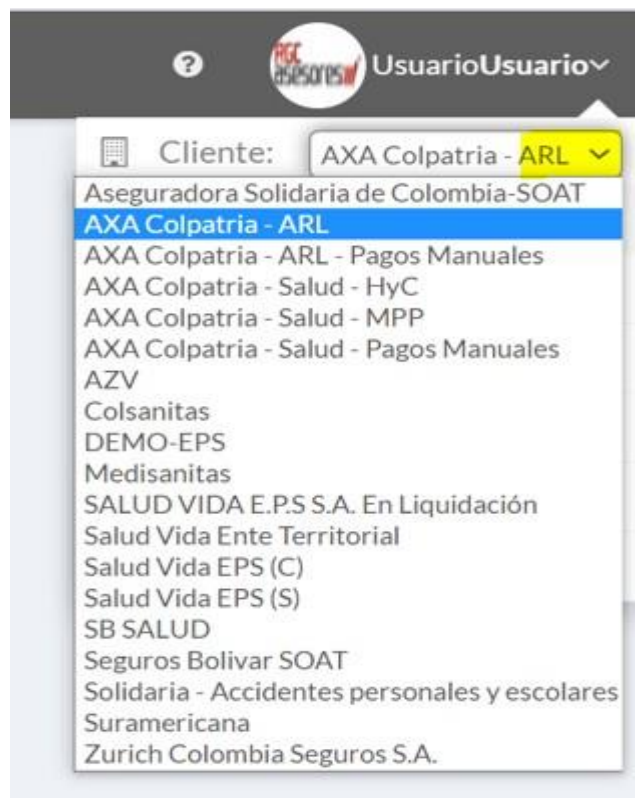 ?
AGC
asesores UsuarioUsuario
Cliente: AXA Colpatria - ARL
Aseguradora Solidaria de Colombia-SOAT
AXA Colpatria - ARL
AXA Colpatria - ARL - Pagos Manuales
AXA Colpatria - Salud - HyC
AXA Colpatria - Salud - MPP
AXA Colpatria - Salud - Pagos Manuales
AZV
Colsanitas
DEMO-EPS
Medisanitas
SALUD VIDA E.P.S S.A. En Liquidación
Salud Vida Ente Territorial
Salud Vida EPS (C)
Salud Vida EPS (S)
SB SALUD
Seguros Bolivar SOAT
Solidaria - Accidentes personales y escolares
Suramericana
Zurich Colombia Seguros S.A.